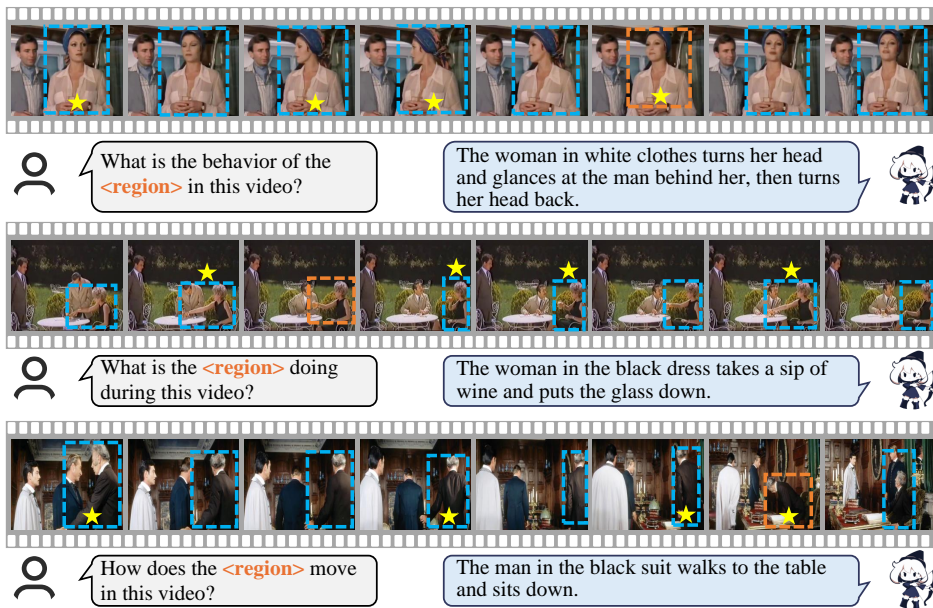 What is the behavior of the
<region> in this video?
The woman in white clothes turns her head
and glances at the man behind her, then turns
her head back.
What is the <region> doing
during this video?
The woman in the black dress takes a sip of
wine and puts the glass down.
How does the <region> move
in this video?
The man in the black suit walks to the table
and sits down.